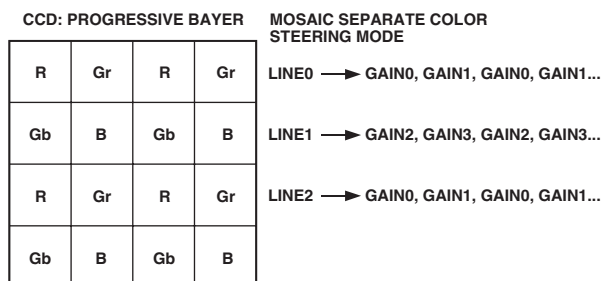 CCD: PROGRESSIVE BAYER
MOSAIC SEPARATE COLOR
STEERING MODE
R Gr R Gr
LINE0 GAIN0, GAIN1, GAIN0, GAIN1...
Gb B Gb B
LINE1 GAIN2, GAIN3, GAIN2, GAIN3...
R Gr R Gr
LINE2 GAIN0, GAIN1, GAIN0, GAIN1...
Gb B Gb B